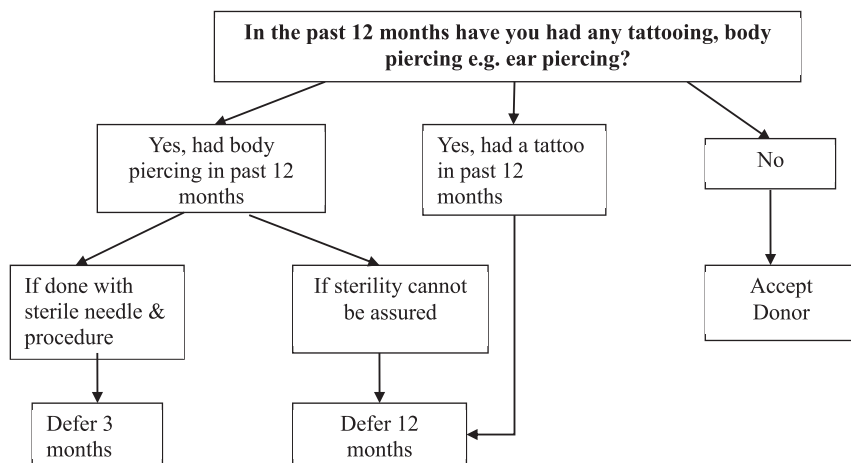 In the past 12 months have you had any tattooing, body
piercing e.g. ear piercing?
Yes, had body
piercing in past 12
months
Yes, had a tattoo
in past 12
months
No
If done with
sterile needle &
procedure
If sterility cannot
be assured
Accept
Donor
Defer 3
months
Defer 12
months